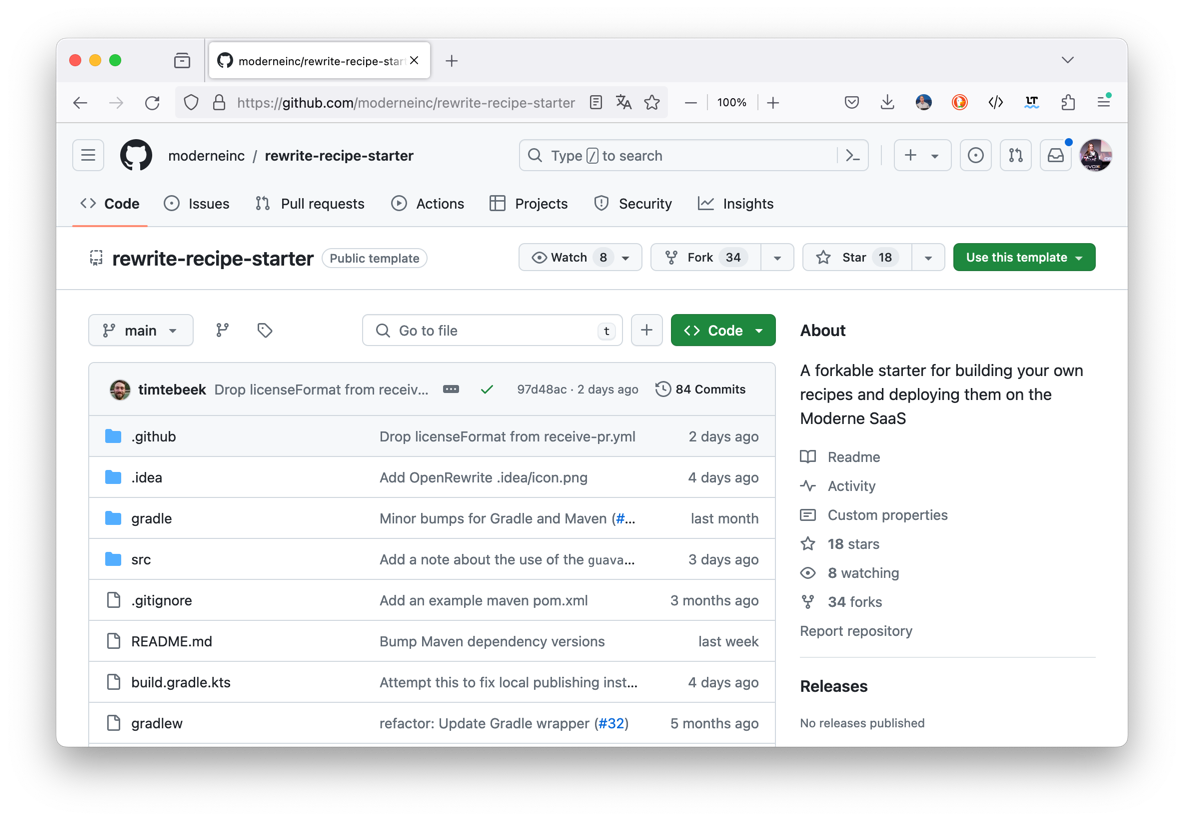 moderneinc/rewrite-recipe-star
https://github.com/moderneinc/rewrite-recipe-starter 100% LT
moderneinc / rewrite-recipe-starter Type / to search
Code Issues Pull requests Actions Projects Security Insights
rewrite-recipe-starter Public template Watch 8 Fork 34 Star 18 Use this template
main Go to file t Code
timtebeek Drop licenseFormat from receiv... 97d48ac · 2 days ago 84 Commits
.github Drop licenseFormat from receive-pr.yml 2 days ago
.idea Add OpenRewrite .idea/icon.png 4 days ago
gradle Minor bumps for Gradle and Maven (#... last month
src Add a note about the use of the guava... 3 days ago
.gitignore Add an example maven pom.xml 3 months ago
README.md Bump Maven dependency versions last week
build.gradle.kts Attempt this to fix local publishing inst... 4 days ago
gradlew refactor: Update Gradle wrapper (#32) 5 months ago
About
A forkable starter for building your own
recipes and deploying them on the
Moderne SaaS
Readme
Activity
Custom properties
18 stars
8 watching
34 forks
Report repository
Releases
No releases published